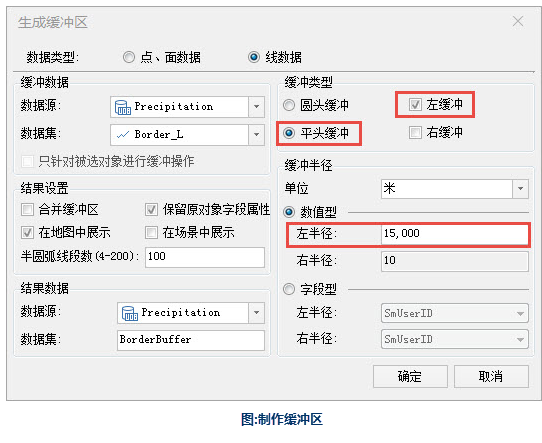 生成缓冲区
数据类型: 点、面数据 线数据
缓冲数据
数据源: Precipitation
数据集: Border_L
只针对被选对象进行缓冲操作
结果设置
合并缓冲区 保留原对象字段属性
在地图中展示 在场景中展示
半圆弧线段数(4-200): 100
结果数据
数据源: Precipitation
数据集: BorderBuffer
缓冲类型
圆头缓冲 左缓冲
平头缓冲 右缓冲
缓冲半径
单位 米
数值型
左半径: 15,000
右半径: 10
字段型
左半径: SmUserID
右半径: SmUserID
确定 取消
图:制作缓冲区